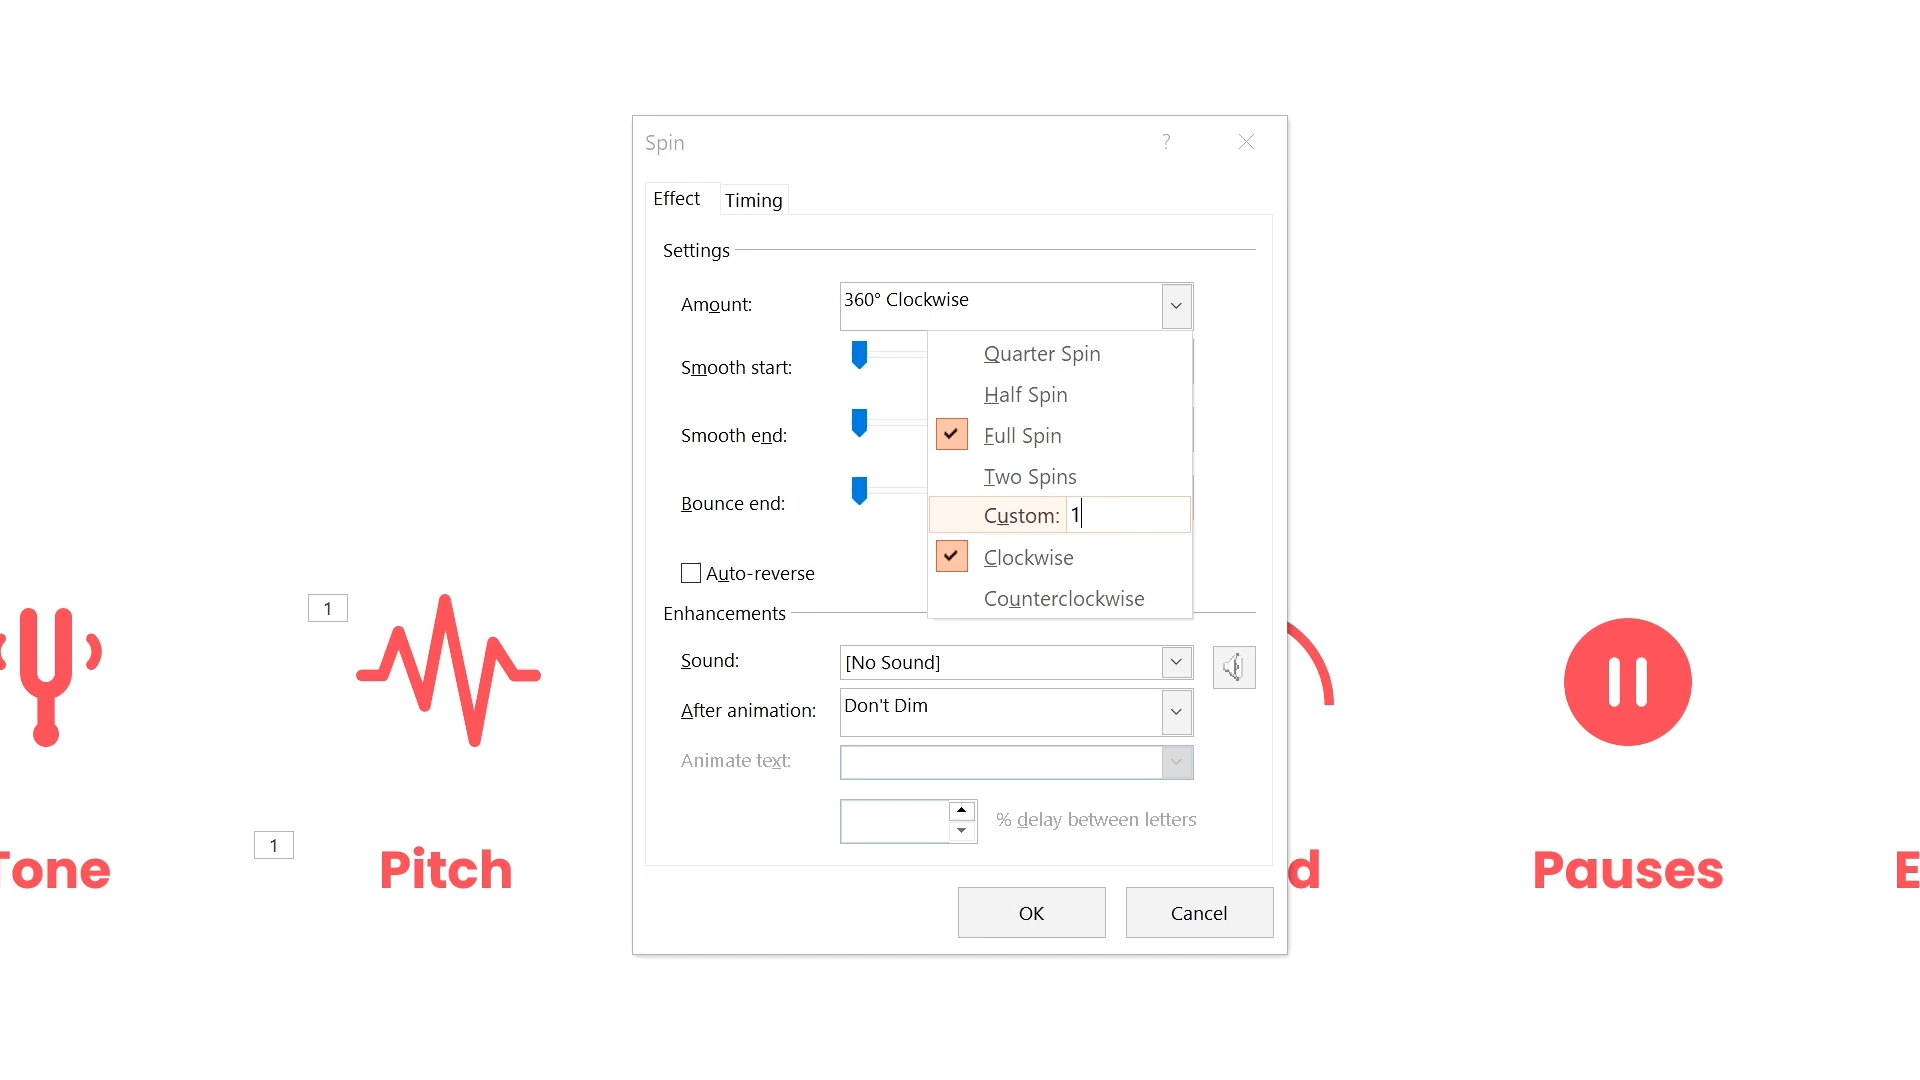 Spin
?
Effect
Timing
Settings
Amount:
360° Clockwise
Quarter Spin
Smooth start:
Half Spin
Smooth end:
Full Spin
Two Spins
Bounce end:
Custom: 1
Clockwise
Auto-reverse
Counterclockwise
1
Enhancements
Sound:
[No Sound]
After animation:
Don't Dim
Animate text:
% delay between letters
1
Tone
Pitch
d
Pauses
E
OK
Cancel